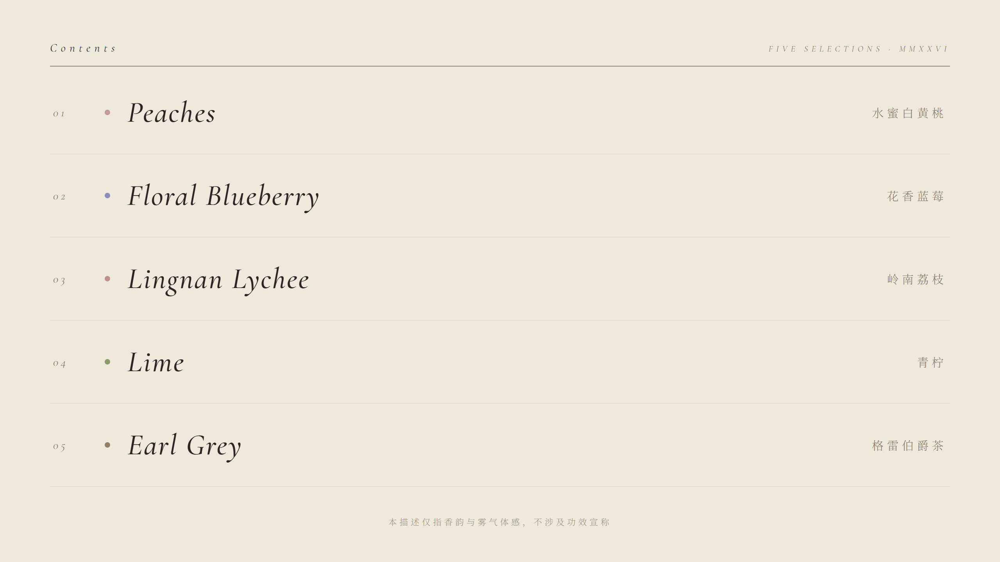 Contents
FIVE SELECTIONS · MMXXVI
01 Peaches 水蜜白黄桃
02 Floral Blueberry 花香蓝莓
03 Lingnan Lychee 岭南荔枝
04 Lime 青柠
05 Earl Grey 格雷伯爵茶
本描述仅指香韵与雾气体感，不涉及功效宣称